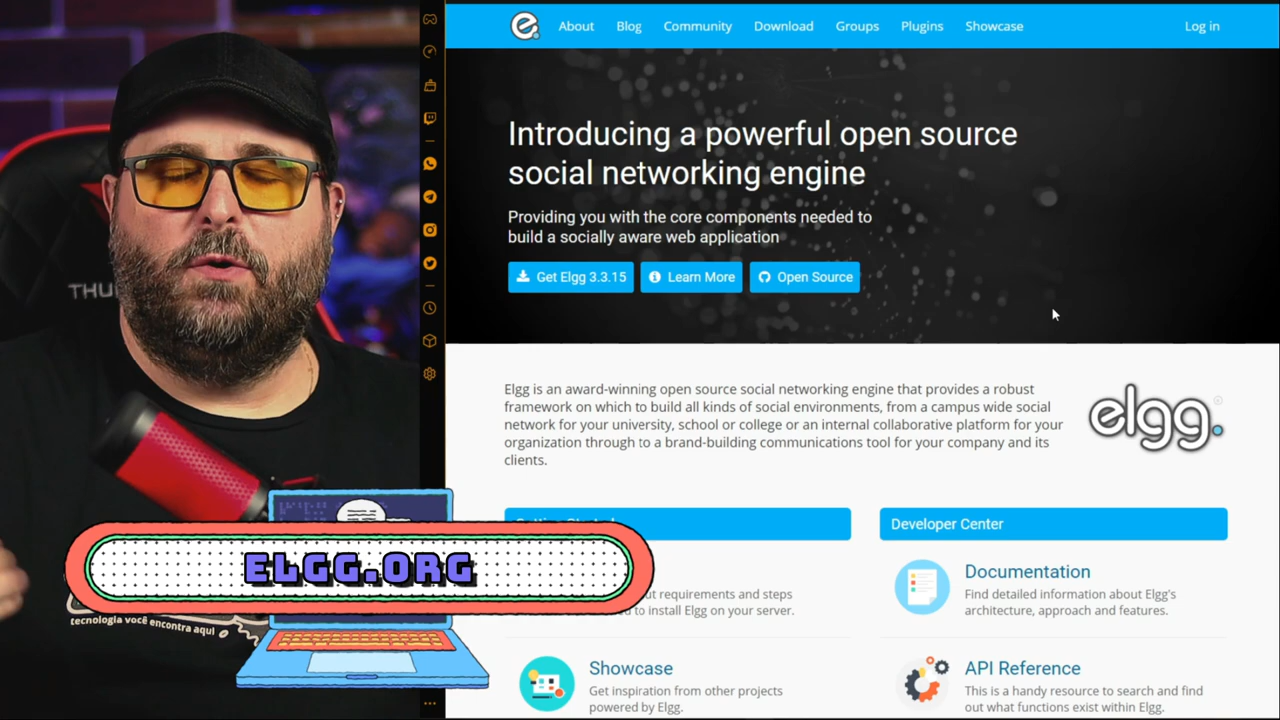 About Blog Community Download Groups Plugins Showcase Log in
Introducing a powerful open source
social networking engine
Providing you with the core components needed to
build a socially aware web application
Get Elgg 3.3.15 Learn More Open Source
THU
Elgg is an award-winning open source social networking engine that provides a robust
framework on which to build all kinds of social environments, from a campus wide social
network for your university, school or college or an internal collaborative platform for your
organization through to a brand-building communications tool for your company and its
clients.
elgg.
Developer Center
ELGG.ORG
Documentation
Find detailed information about Elgg's
architecture, approach and features.
out requirements and steps
to install Elgg on your server.
tecnologia você encontra aqui
Showcase
Get inspiration from other projects
powered by Elgg.
API Reference
This is a handy resource to search and find
out what functions exist within Elgg.